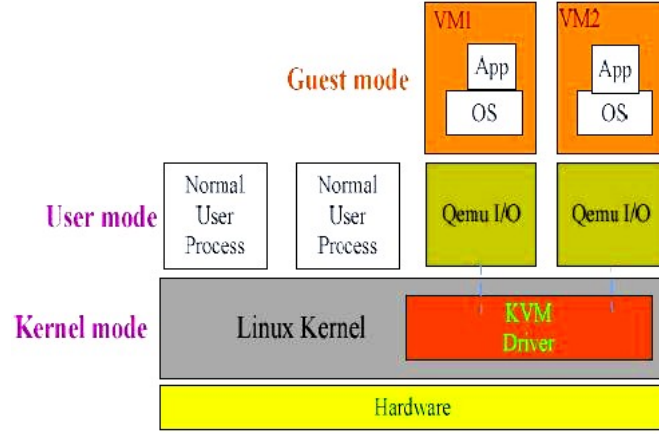 VM1
VM2
Guest mode
App
OS
App
OS
User mode
Normal
User
Process
Normal
User
Process
Qemu I/O
Qemu I/O
Kernel mode
Linux Kernel
KVM
Driver
Hardware